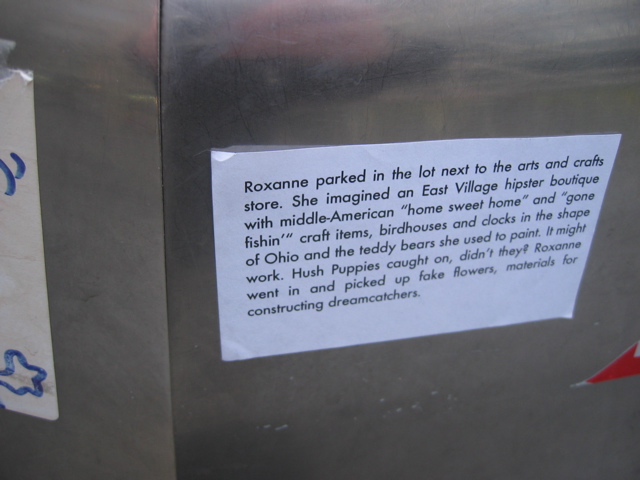 Roxanne parked in the lot next to the arts and crafts
store. She imagined an East Village hipster boutique
with middle-American "home sweet home" and "gone
fishin'" craft items, birdhouses and clocks in the shape
of Ohio and the teddy bears she used to paint. It might
work. Hush Puppies caught on, didn't they? Roxanne
went in and picked up fake flowers, materials for
constructing dreamcatchers.